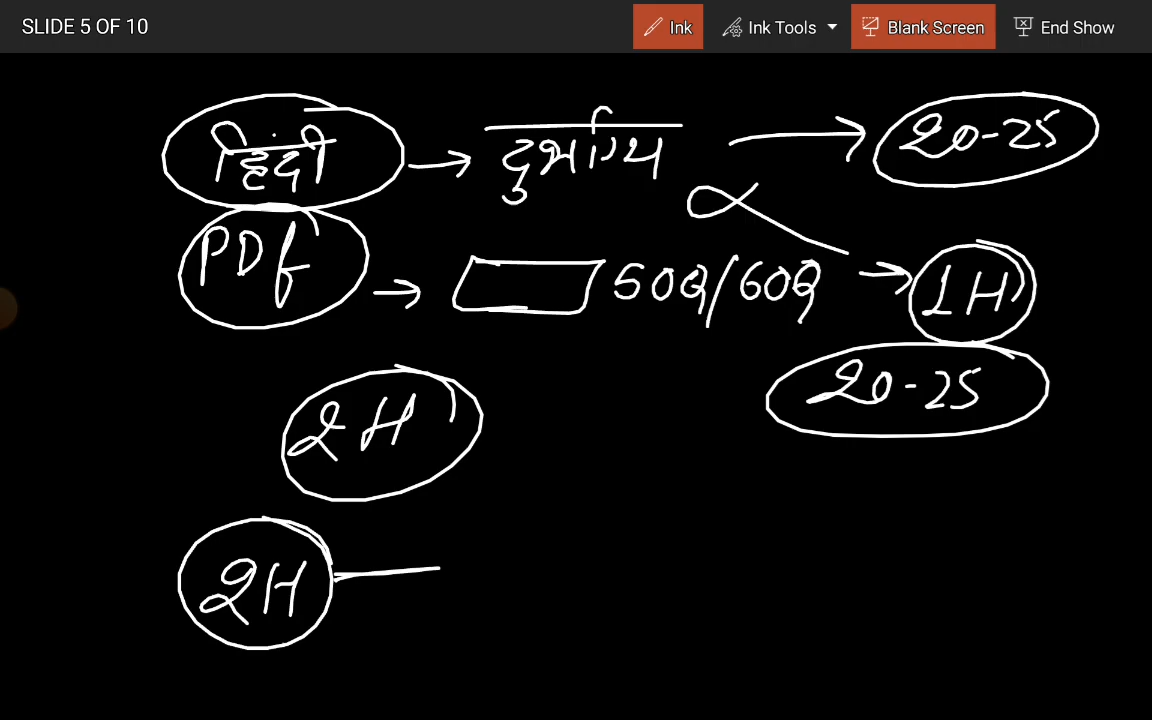 SLIDE 5 OF 10 Ink Ink Tools Blank Screen End Show
हिंदी → दुर्भाग्य → 20-25
PDf → 50Q/60Q → 1H
20-25
2H
2H